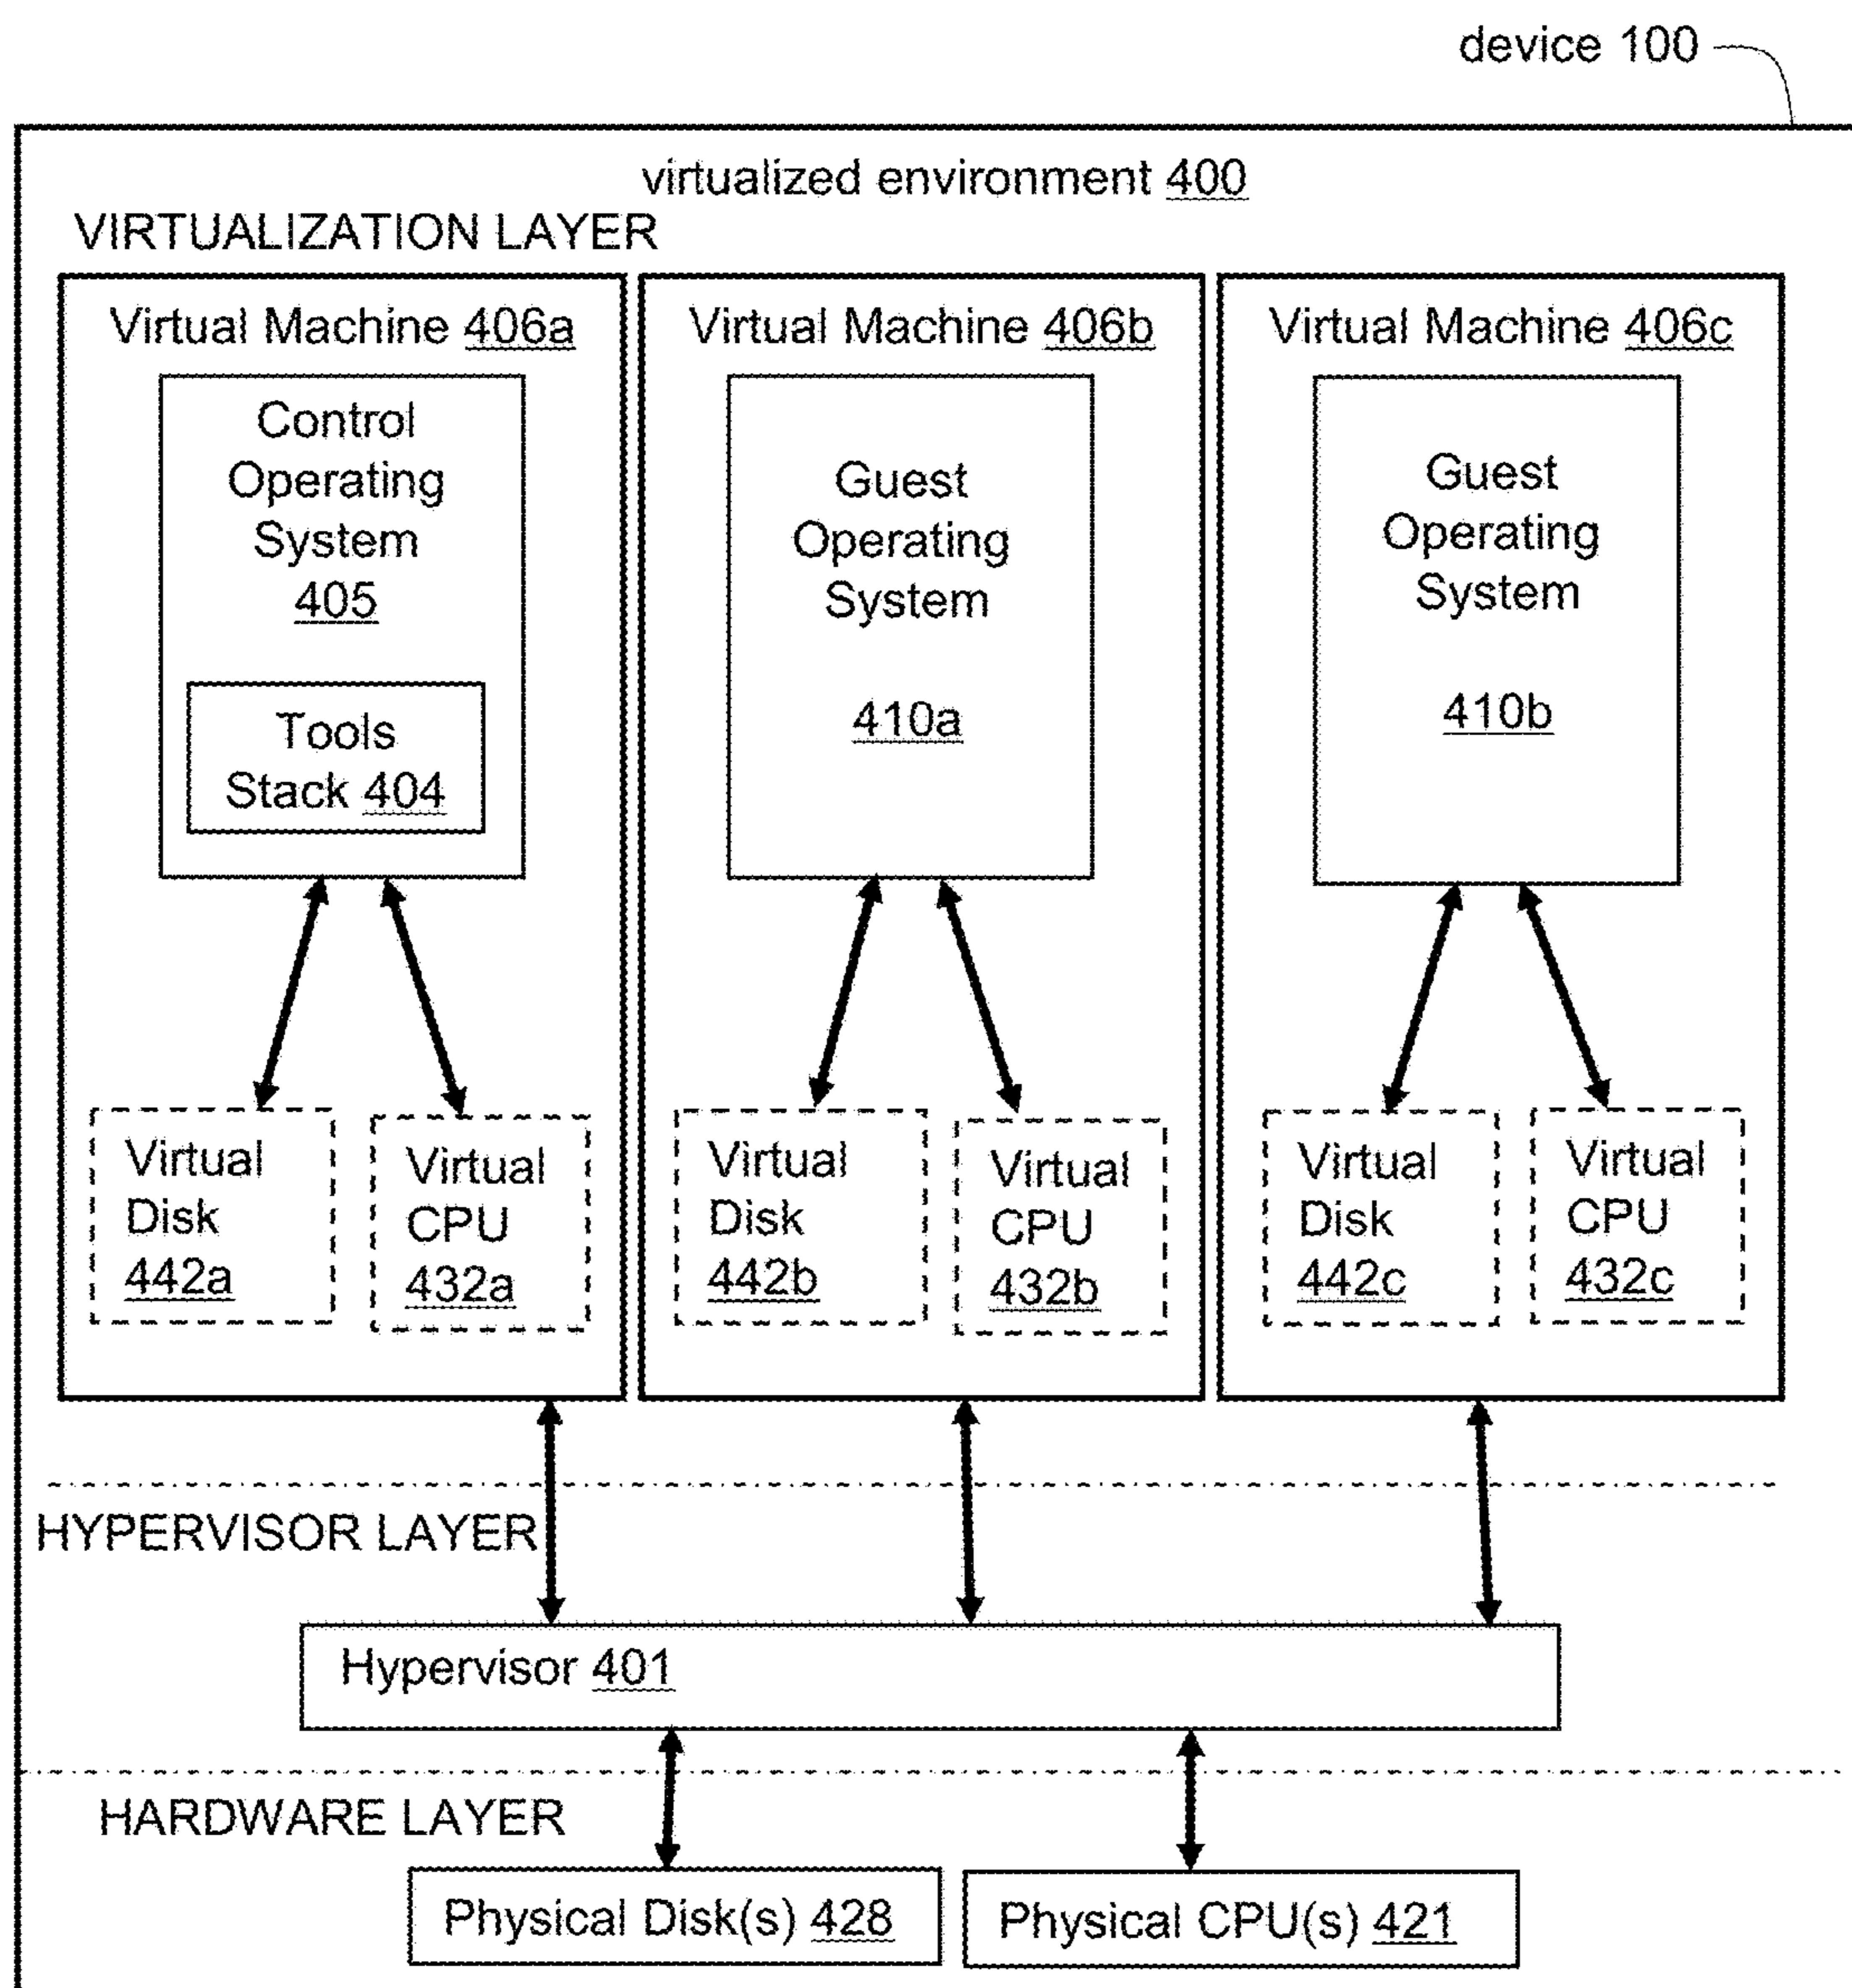 device 100
virtualized environment 400
VIRTUALIZATION LAYER
Virtual Machine 406a
Control
Operating
System
405
Tools
Stack 404
Virtual
Disk
442a
Virtual
CPU
432a
Virtual Machine 406b
Guest
Operating
System
410a
Virtual
Disk
442b
Virtual
CPU
432b
Virtual Machine 406c
Guest
Operating
System
410b
Virtual
Disk
442c
Virtual
CPU
432c
HYPERVISOR LAYER
Hypervisor 401
HARDWARE LAYER
Physical Disk(s) 428
Physical CPU(s) 421